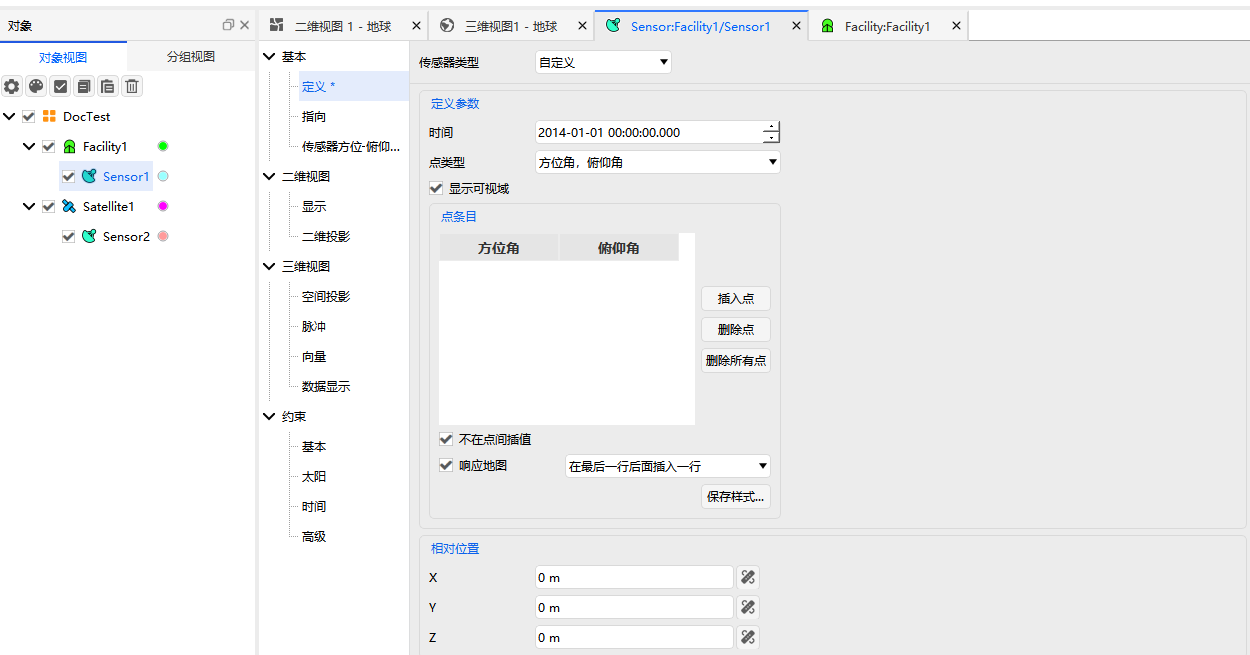 对象
对象视图
分组视图
DocTest
Facility1
Sensor1
Satellite1
Sensor2
二维视图 1 - 地球
三维视图1 - 地球
Sensor:Facility1/Sensor1
Facility:Facility1
基本
定义 *
指向
传感器方位-俯仰...
二维视图
显示
二维投影
三维视图
空间投影
脉冲
向量
数据显示
约束
基本
太阳
时间
高级
传感器类型
自定义
定义参数
时间
2014-01-01 00:00:00.000
点类型
方位角，俯仰角
显示可视域
点条目
方位角
俯仰角
插入点
删除点
删除所有点
不在点间插值
响应地图
在最后一行后面插入一行
保存样式...
相对位置
X
0 m
Y
0 m
Z
0 m